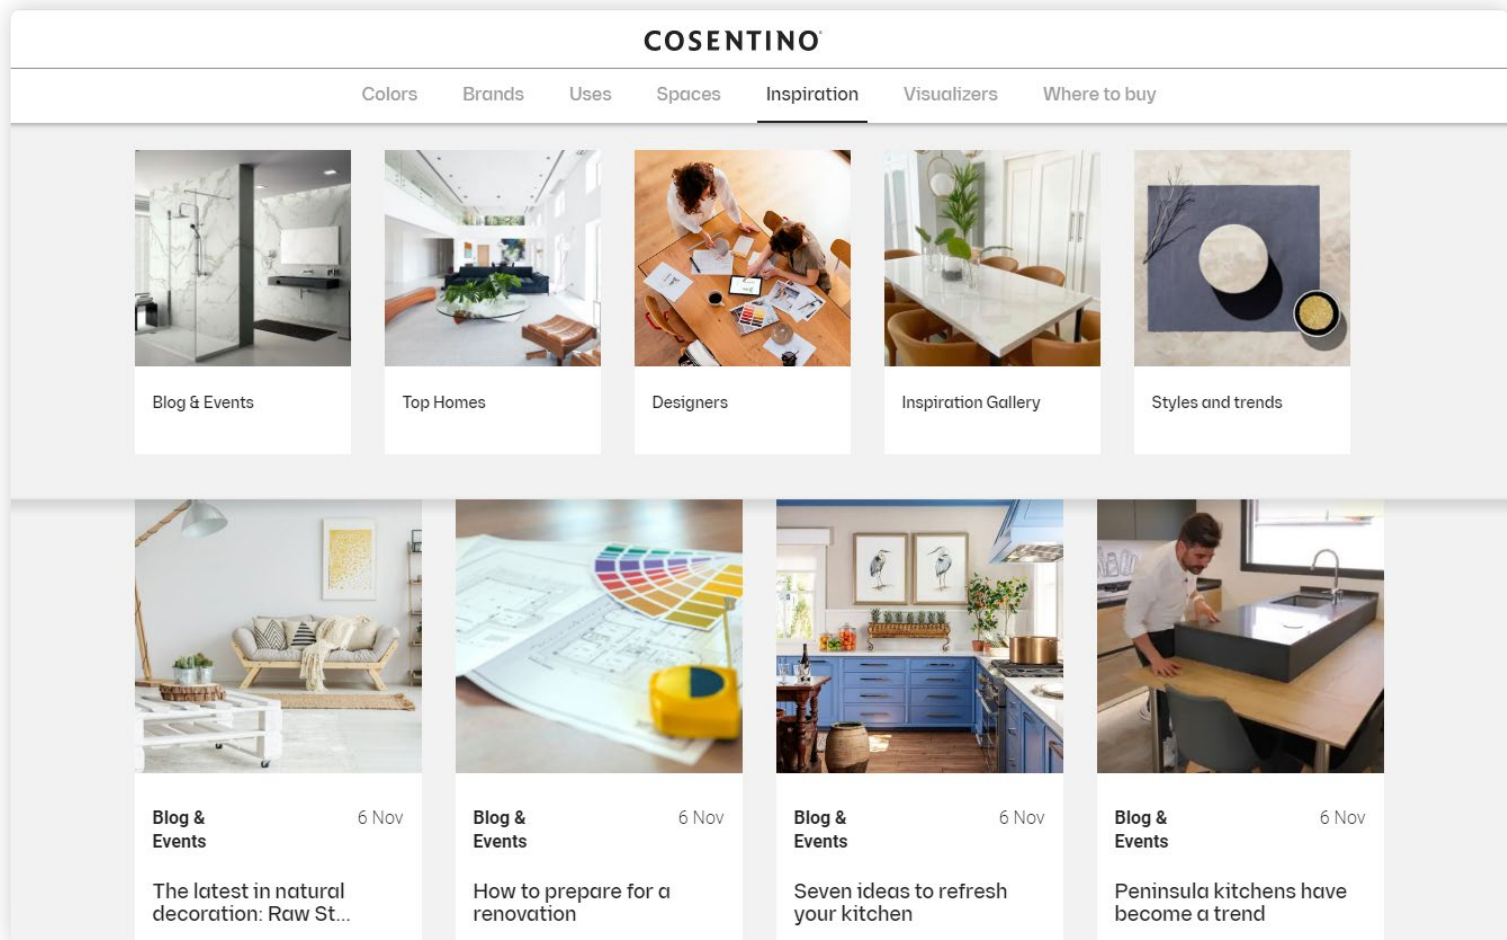 COSENTINO
Colors
Brands
Uses
Spaces
Inspiration
Visualizers
Where to buy
Blog & Events
Top Homes
Designers
Inspiration Gallery
Styles and trends
Blog &
Events
6 Nov
The latest in natural
decoration: Raw St...
Blog &
Events
6 Nov
How to prepare for a
renovation
Blog &
Events
6 Nov
Seven ideas to refresh
your kitchen
Blog &
Events
6 Nov
Peninsula kitchens have
become a trend